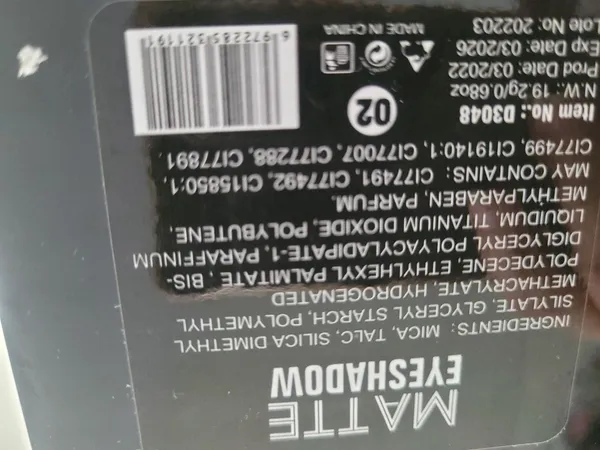 MATTE
EYESHADOW
INGREDIENTS: MICA, TALC, SILICA DIMETHYL
SILYLATE, GLYCERYL STARCH, POLYMETHYL
METHACRYLATE, HYDROGENATED
POLYDECENE, ETHYLHEXYL PALMITATE , BIS-
DIGLYCERYL POLYACYLADIPATE-1, PARAFFINUM
LIQUIDUM, TITANIUM DIOXIDE, POLYBUTENE,
METHYLPARABEN, PARFUM.
MAY CONTAINS: CI77491, CI77492, CI15850:1,
CI77499, CI19140:1, CI77007, CI77288, CI77891.
Item No.: D3048
N.W.: 19.2g/0.68oz
Prod Date: 03/2022
Exp Date: 03/2026
Lote No: 202203
02
MADE IN CHINA
6 972285 321191